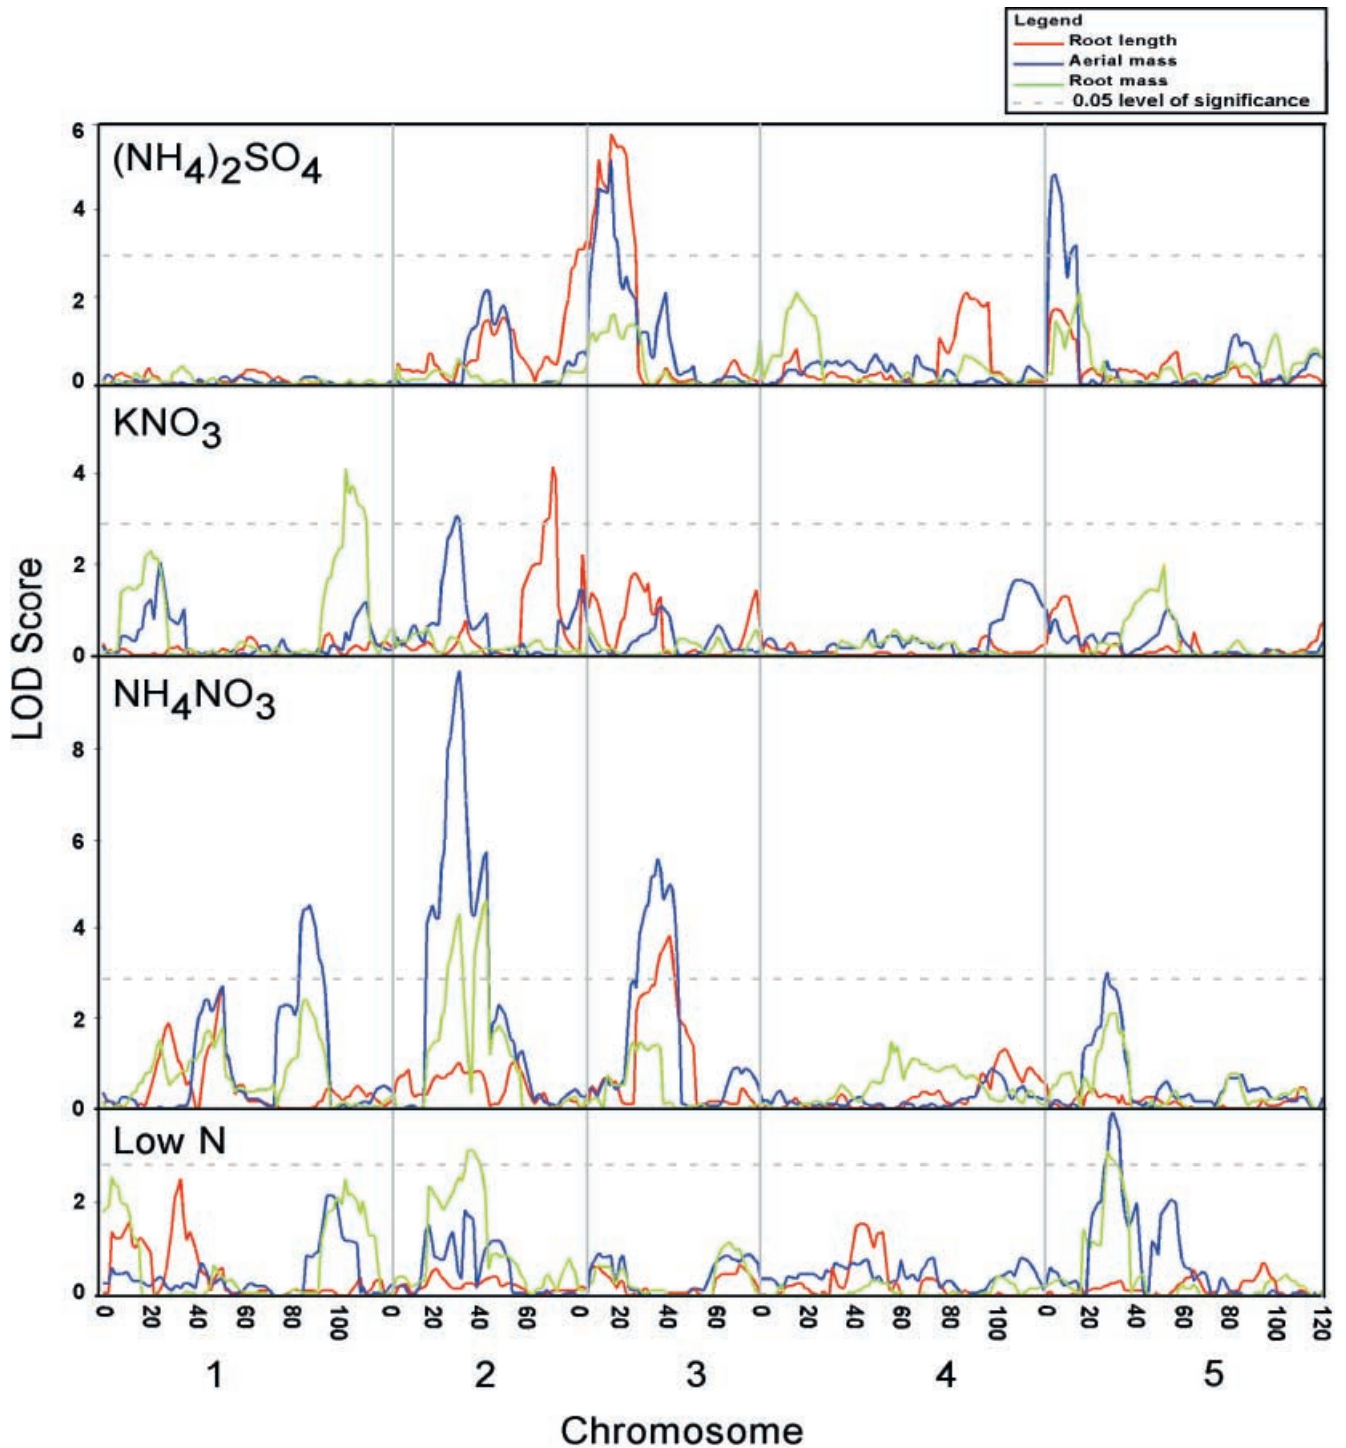 Legend
Root length
Aerial mass
Root mass
0.05 level of significance
(NH4)2SO4
6
4
2
0
KNO3
4
2
0
NH4NO3
8
6
4
2
0
Low N
2
0
LOD Score
0 20 40 60 80 100 0 20 40 60 0 20 40 60 0 20 40 60 80 100 0 20 40 60 80 100 120
1 2 3 4 5
Chromosome